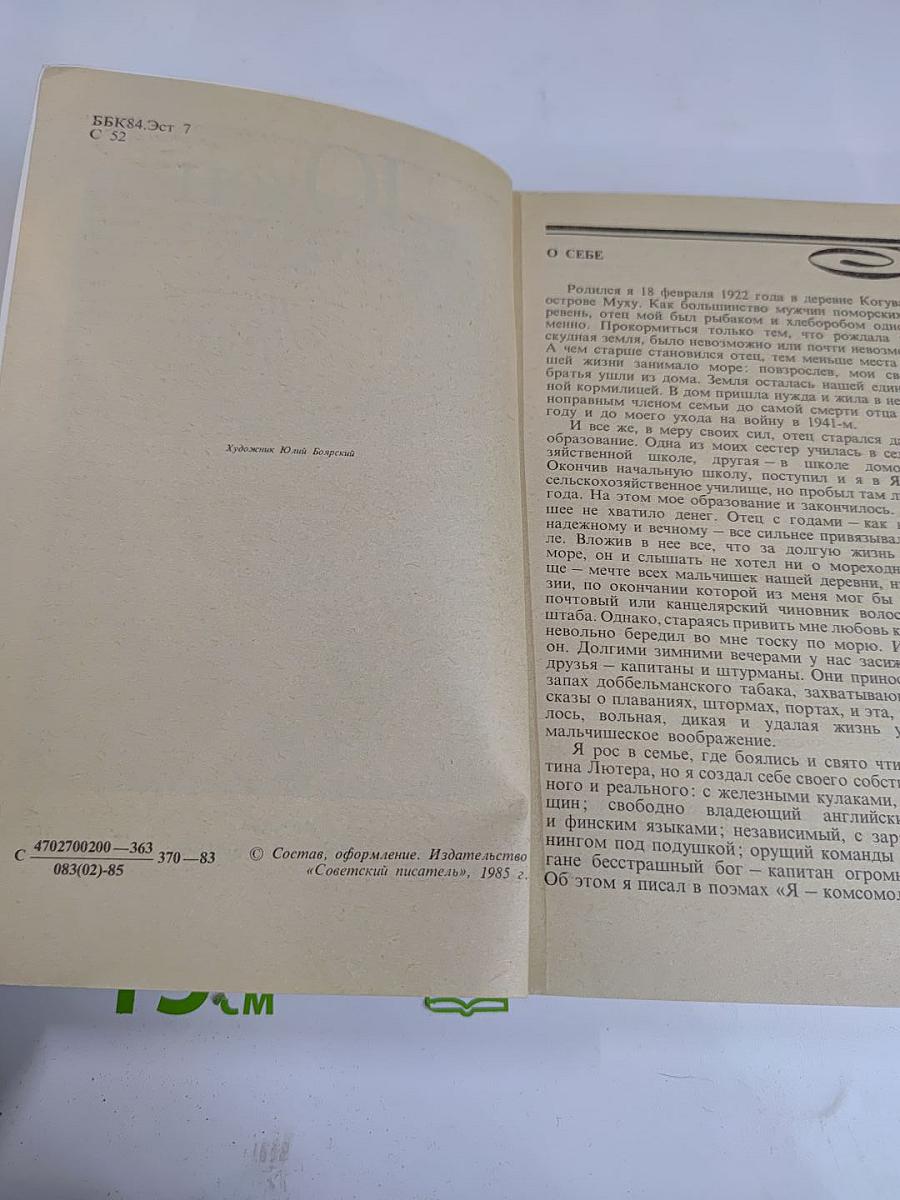 ББК84.Эст 7
С 52
Художник Юлий Боярский
С 4702700200—363 370—83
083(02)-85
© Состав, оформление. Издательство
«Советский писатель», 1985 г.
О СЕБЕ
Родился я 18 февраля 1922 года в деревне Когува
острове Муху. Как большинство мужчин поморских
ревень, отец мой был рыбаком и хлеборобом одно
менно. Прокормиться только тем, что рождала
скудная земля, было невозможно или почти невозмо
А чем старше становился отец, тем меньше места
шей жизни занимало море: повзрослев, мои св
братья ушли из дома. Земля осталась нашей един
ной кормилицей. В дом пришла нужда и жила в не
ноправным членом семьи до самой смерти отца
году и до моего ухода на войну в 1941-м.
И все же, в меру своих сил, отец старался да
образование. Одна из моих сестер училась в сел
зяйственной школе, другая — в школе домо
Окончив начальную школу, поступил и я в Я
сельскохозяйственное училище, но пробыл там л
года. На этом мое образование и закончилось.
шее не хватило денег. Отец с годами — как к
надежному и вечному — все сильнее привязывал
ле. Вложив в нее все, что за долгую жизнь
море, он и слышать не хотел ни о мореходн
ще — мечте всех мальчишек нашей деревни, н
зии, по окончании которой из меня мог бы
почтовый или канцелярский чиновник волос
штаба. Однако, стараясь привить мне любовь к
невольно бередил во мне тоску по морю. И
он. Долгими зимними вечерами у нас засиж
друзья — капитаны и штурманы. Они принос
запах доббельманского табака, захватываю
сказы о плаваниях, штормах, портах, и эта,
лось, вольная, дикая и удалая жизнь у
мальчишеское воображение.
Я рос в семье, где боялись и свято чти
тина Лютера, но я создал себе своего собст
ного и реального: с железными кулаками,
щин; свободно владеющий английски
и финским языками; независимый, с зар
нингом под подушкой; орущий команды
гане бесстрашный бог — капитан огромн
Об этом я писал в поэмах «Я — комсомол
15 см